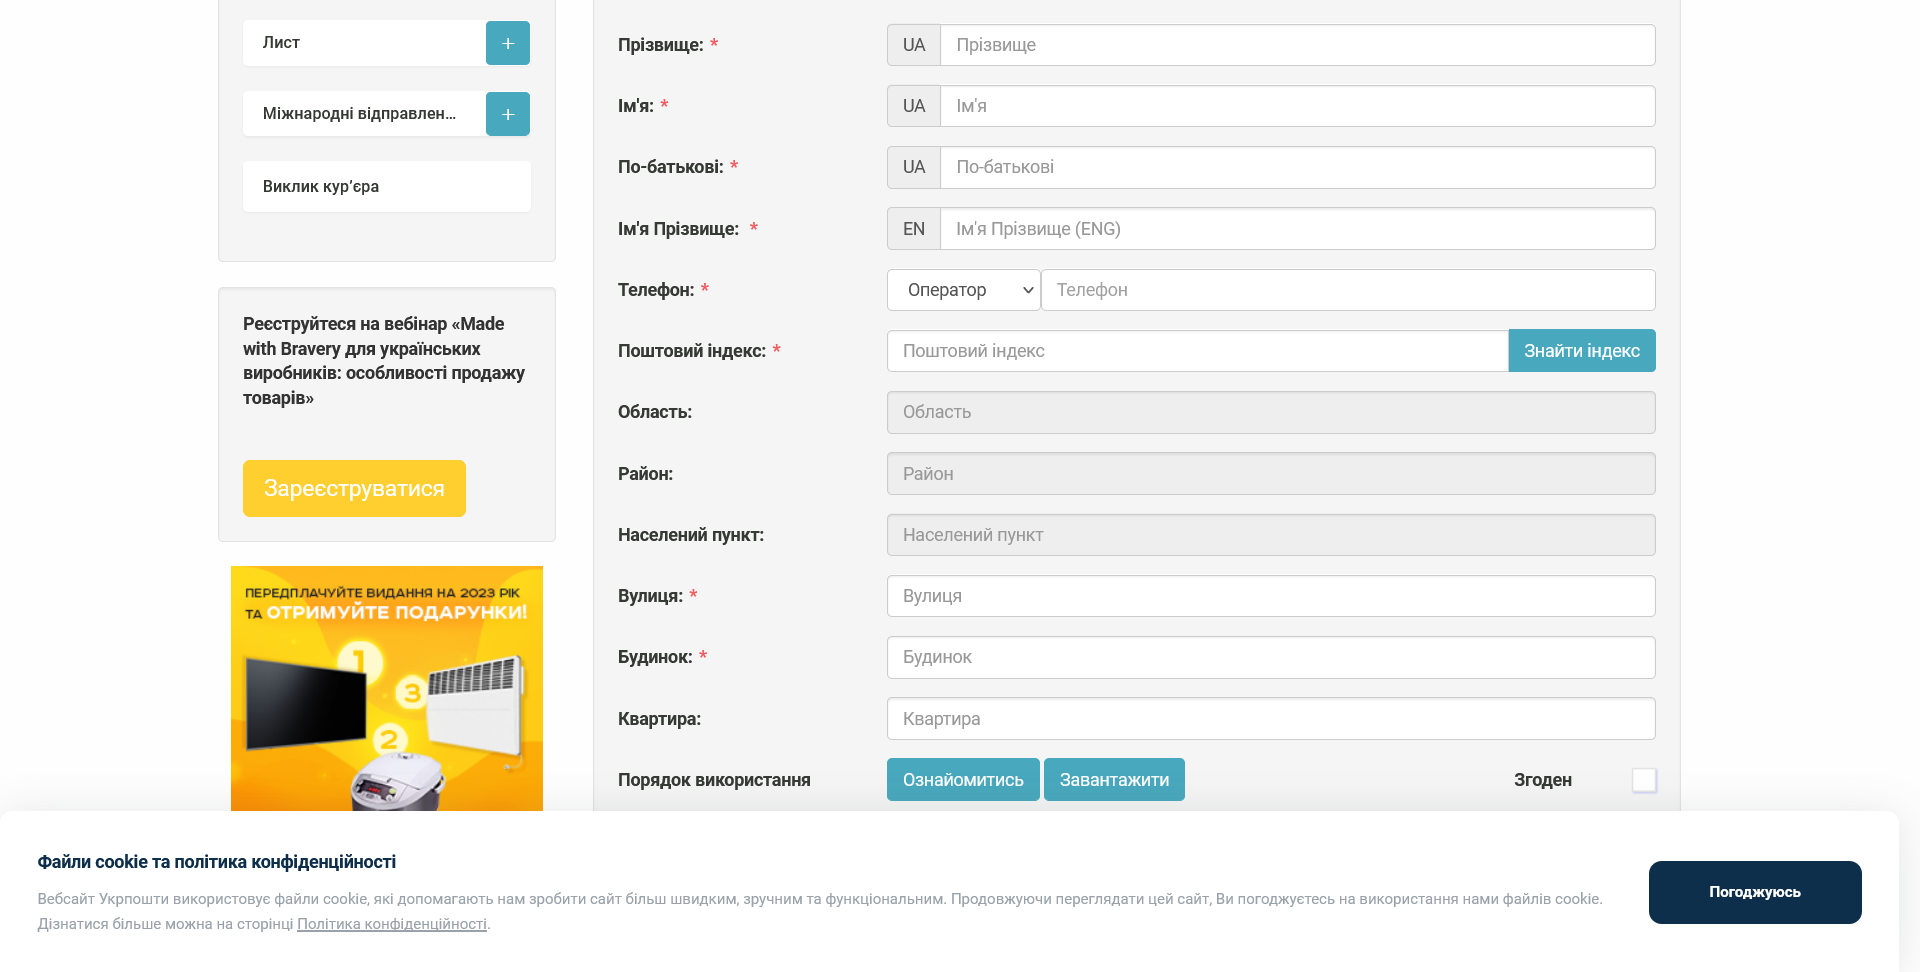 Лист
Міжнародні відправлен...
Виклик кур’єра
Реєструйтеся на вебінар «Made
with Bravery для українських
виробників: особливості продажу
товарів»
Зареєструватися
ПЕРЕДПЛАЧУЙТЕ ВИДАННЯ НА 2023 РІК
ТА ОТРИМУЙТЕ ПОДАРУНКИ!
1
3
2
Прізвище: * UA Прізвище
Ім'я: * UA Ім'я
По-батькові: * UA По-батькові
Ім'я Прізвище: * EN Ім'я Прізвище (ENG)
Телефон: * Оператор Телефон
Поштовий індекс: * Поштовий індекс Знайти індекс
Область: Область
Район: Район
Населений пункт: Населений пункт
Вулиця: * Вулиця
Будинок: * Будинок
Квартира: Квартира
Порядок використання Ознайомитись Завантажити Згоден
Файли cookie та політика конфіденційності
Вебсайт Укрпошти використовує файли cookie, які допомагають нам зробити сайт більш швидким, зручним та функціональним. Продовжуючи переглядати цей сайт, Ви погоджуєтесь на використання нами файлів cookie.
Дізнатися більше можна на сторінці Політика конфіденційності.
Погоджуюсь